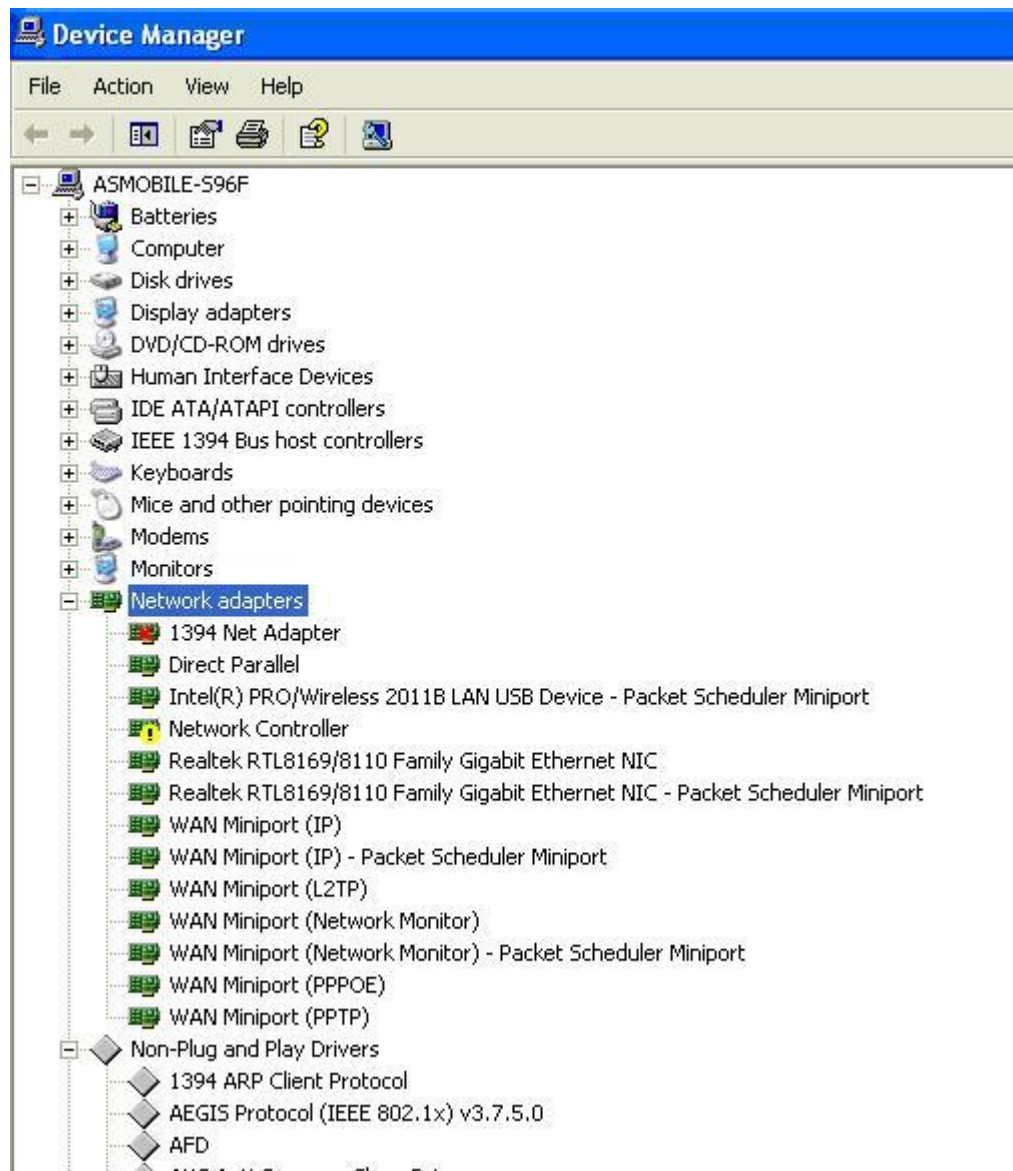 Device Manager
File Action View Help
ASMOBILE-S96F
Batteries
Computer
Disk drives
Display adapters
DVD/CD-ROM drives
Human Interface Devices
IDE ATA/ATAPI controllers
IEEE 1394 Bus host controllers
Keyboards
Mice and other pointing devices
Modems
Monitors
Network adapters
1394 Net Adapter
Direct Parallel
Intel(R) PRO/Wireless 2011B LAN USB Device - Packet Scheduler Miniport
Network Controller
Realtek RTL8169/8110 Family Gigabit Ethernet NIC
Realtek RTL8169/8110 Family Gigabit Ethernet NIC - Packet Scheduler Miniport
WAN Miniport (IP)
WAN Miniport (IP) - Packet Scheduler Miniport
WAN Miniport (L2TP)
WAN Miniport (Network Monitor)
WAN Miniport (Network Monitor) - Packet Scheduler Miniport
WAN Miniport (PPPOE)
WAN Miniport (PPTP)
Non-Plug and Play Drivers
1394 ARP Client Protocol
AEGIS Protocol (IEEE 802.1x) v3.7.5.0
AFD